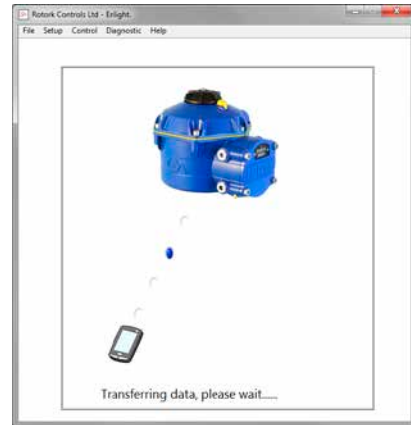 Rotork Controls Ltd - Enlight.
File Setup Control Diagnostic Help
Transferring data, please wait......